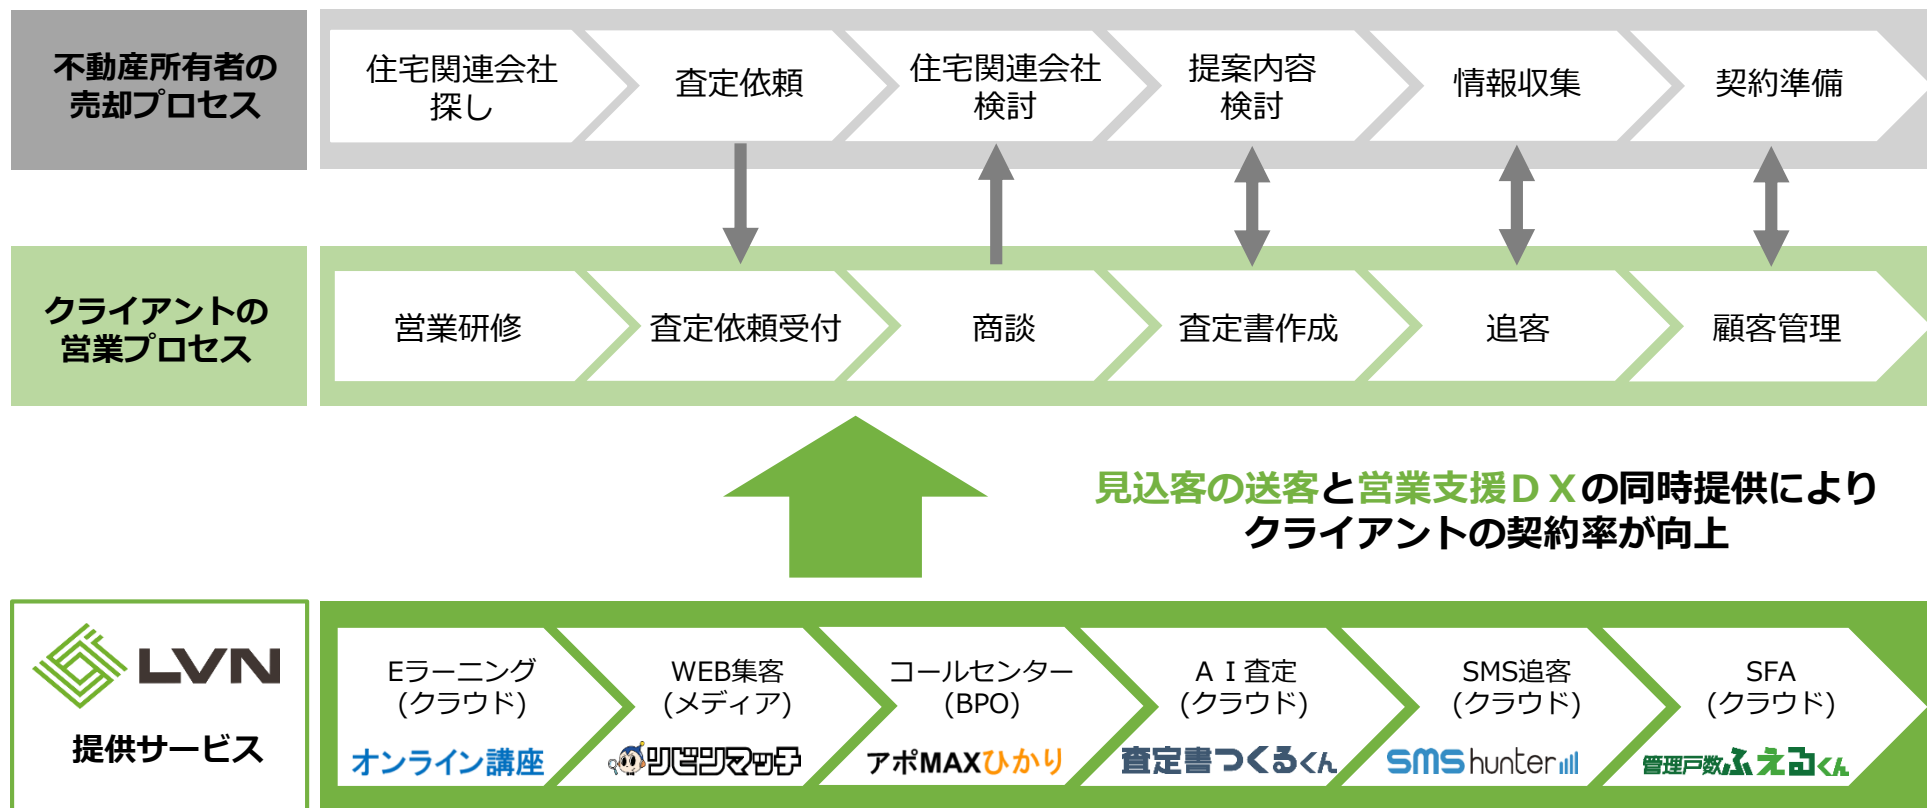 不動産所有者の
売却プロセス
住宅関連会社
探し
査定依頼
住宅関連会社
検討
提案内容
検討
情報収集
契約準備
クライアントの
営業プロセス
営業研修
査定依頼受付
商談
査定書作成
追客
顧客管理
見込客の送客と営業支援ＤＸの同時提供により
クライアントの契約率が向上
LVN
提供サービス
Eラーニング
(クラウド)
オンライン講座
WEB集客
(メディア)
リビンマッチ
コールセンター
(BPO)
アポMAXひかり
ＡＩ査定
(クラウド)
査定書つくるくん
SMS追客
(クラウド)
SMS hunter
SFA
(クラウド)
管理戸数ふえるくん